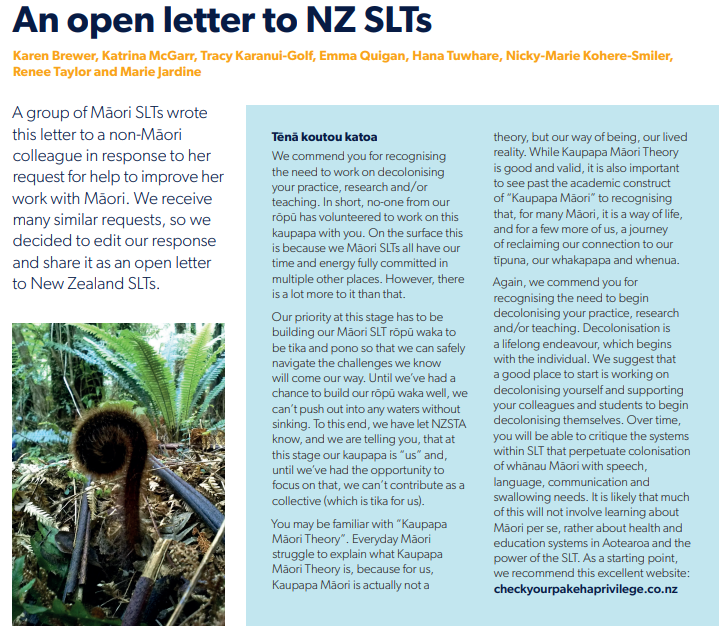 An open letter to NZ SLTs
Karen Brewer, Katrina McGarr, Tracy Karanui-Golf, Emma Quigan, Hana Tuwhare, Nicky-Marie Kohere-Smiler,
Renee Taylor and Marie Jardine
A group of Māori SLTs wrote
this letter to a non-Māori
colleague in response to her
request for help to improve her
work with Māori. We receive
many similar requests, so we
decided to edit our response
and share it as an open letter
to New Zealand SLTs.
Tēnā koutou katoa
We commend you for recognising
the need to work on decolonising
your practice, research and/or
teaching. In short, no-one from our
rōpū has volunteered to work on this
kaupapa with you. On the surface this
is because we Māori SLTs all have our
time and energy fully committed in
multiple other places. However, there
is a lot more to it than that.
Our priority at this stage has to be
building our Māori SLT rōpū waka to
be tika and pono so that we can safely
navigate the challenges we know
will come our way. Until we've had a
chance to build our rōpū waka well, we
can't push out into any waters without
sinking. To this end, we have let NZSTA
know, and we are telling you, that at
this stage our kaupapa is "us" and,
until we've had the opportunity to
focus on that, we can't contribute as a
collective (which is tika for us).
You may be familiar with "Kaupapa
Māori Theory". Everyday Māori
struggle to explain what Kaupapa
Māori Theory is, because for us,
Kaupapa Māori is actually not a
theory, but our way of being, our lived
reality. While Kaupapa Māori Theory
is good and valid, it is also important
to see past the academic construct
of "Kaupapa Māori" to recognising
that, for many Māori, it is a way of life,
and for a few more of us, a journey
of reclaiming our connection to our
tīpuna, our whakapapa and whenua.
Again, we commend you for
recognising the need to begin
decolonising your practice, research
and/or teaching. Decolonisation is
a lifelong endeavour, which begins
with the individual. We suggest that
a good place to start is working on
decolonising yourself and supporting
your colleagues and students to begin
decolonising themselves. Over time,
you will be able to critique the systems
within SLT that perpetuate colonisation
of whānau Māori with speech,
language, communication and
swallowing needs. It is likely that much
of this will not involve learning about
Māori per se, rather about health and
education systems in Aotearoa and the
power of the SLT. As a starting point,
we recommend this excellent website:
checkyourpakehaprivilege.co.nz